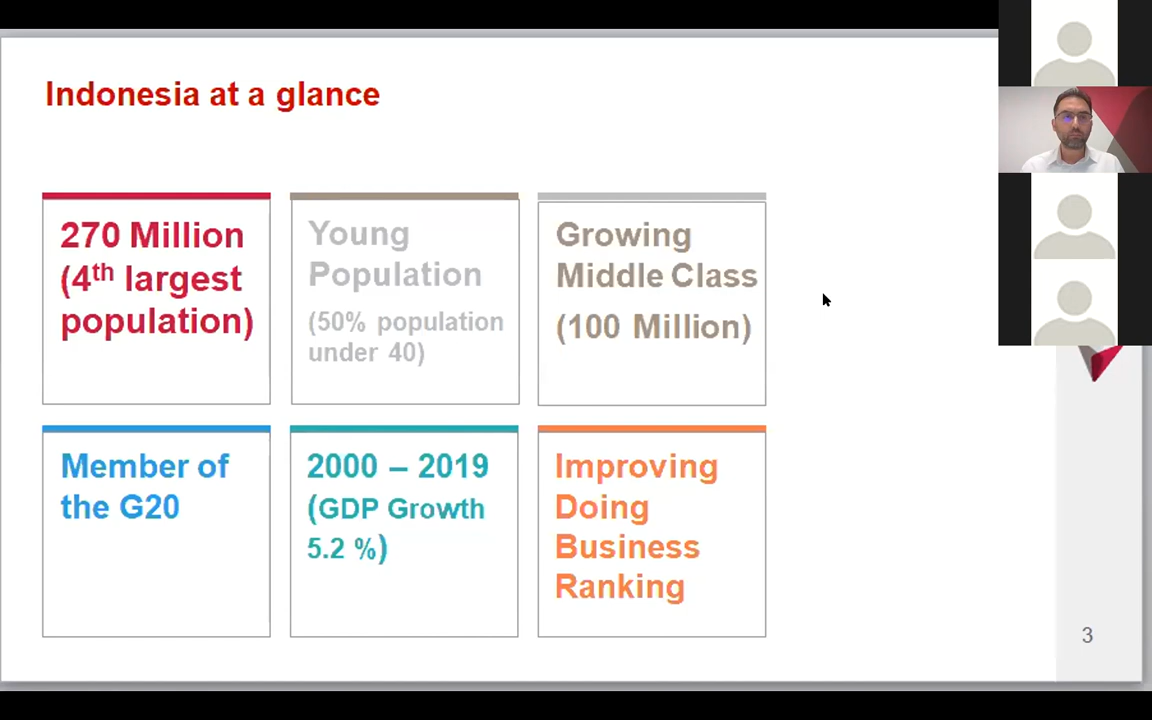 Indonesia at a glance
270 Million
(4th largest
population)
Young
Population
(50% population
under 40)
Growing
Middle Class
(100 Million)
Member of
the G20
2000 – 2019
(GDP Growth
5.2 %)
Improving
Doing
Business
Ranking
3